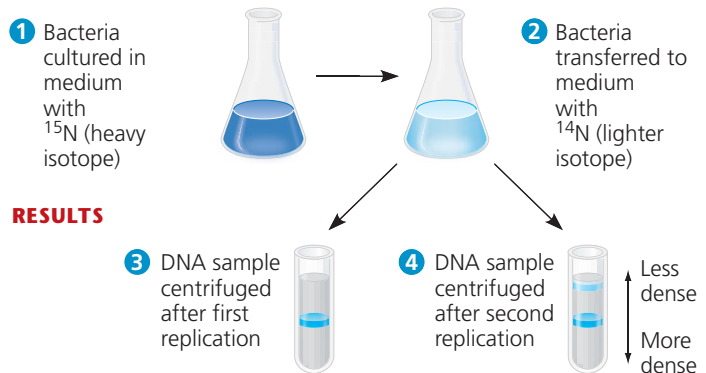 1 Bacteria
cultured in
medium
with
¹⁵N (heavy
isotope)
2 Bacteria
transferred to
medium
with
¹⁴N (lighter
isotope)
RESULTS
3 DNA sample
centrifuged
after first
replication
4 DNA sample
centrifuged
after second
replication
Less
dense
More
dense